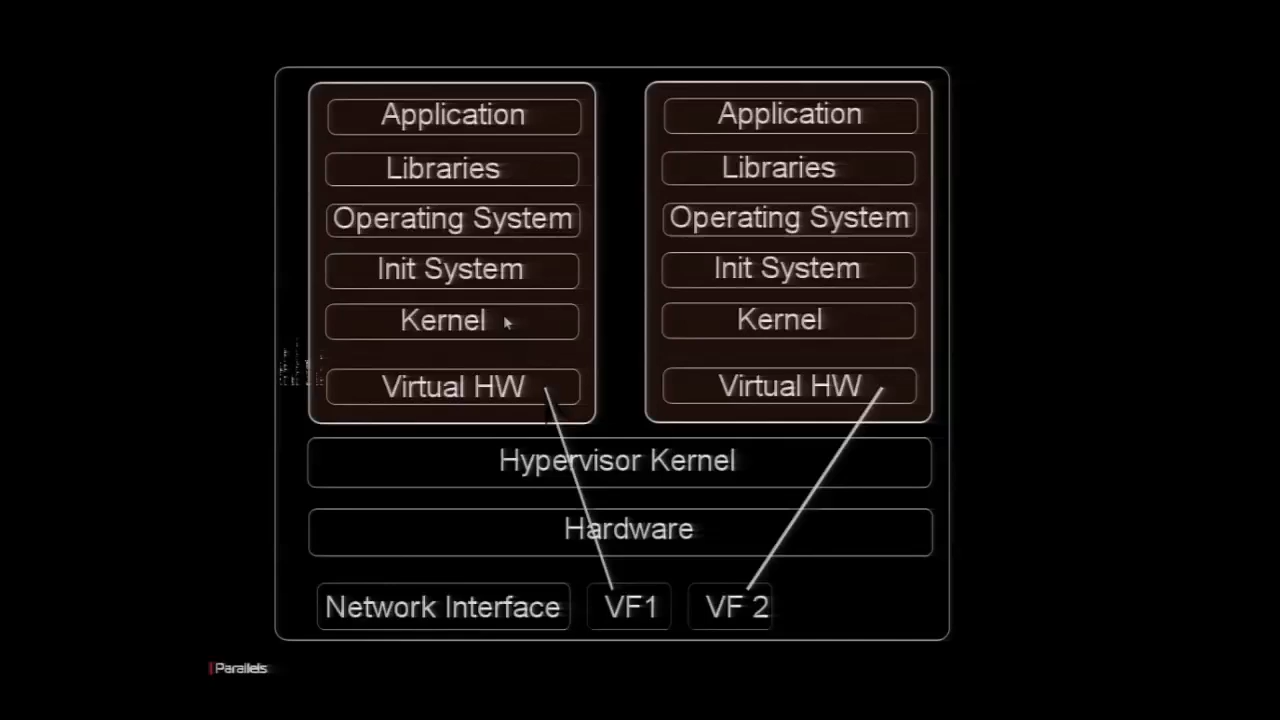 Application
Libraries
Operating System
Init System
Kernel
Virtual HW
Application
Libraries
Operating System
Init System
Kernel
Virtual HW
Hypervisor Kernel
Hardware
Network Interface
VF1
VF 2
Parallels